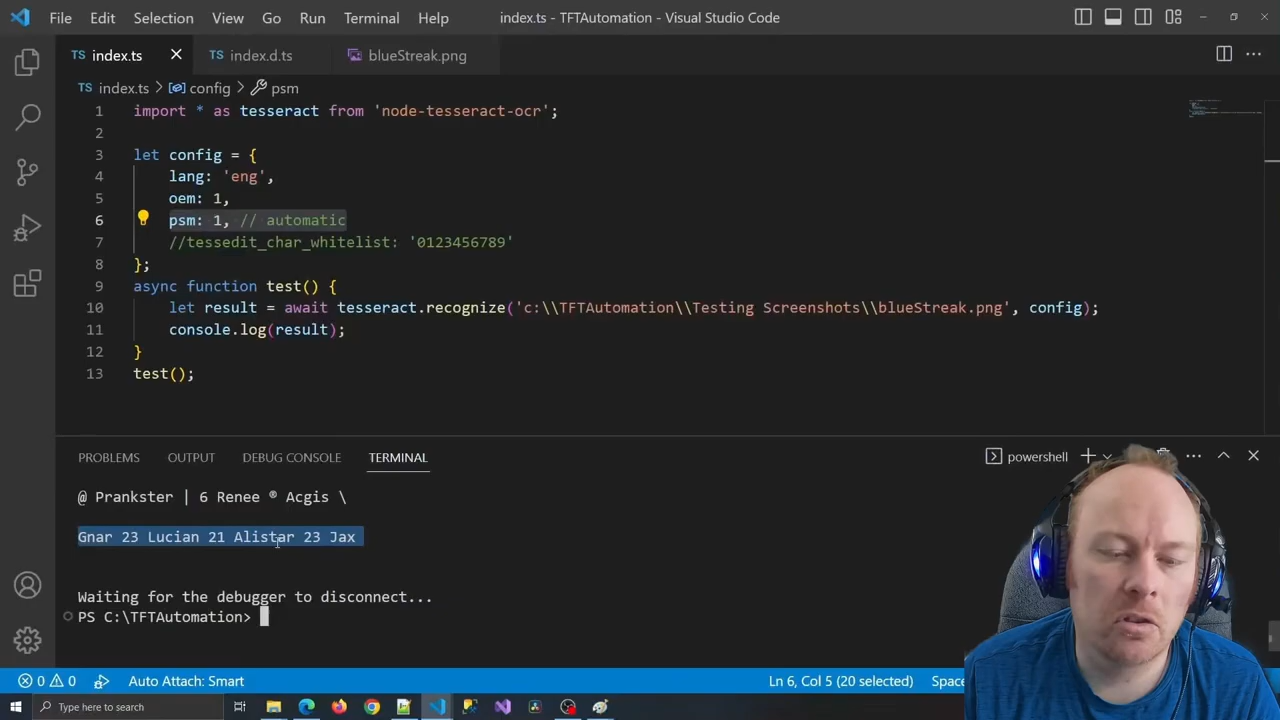 File Edit Selection View Go Run Terminal Help index.ts - TFTAutomation - Visual Studio Code
TS index.ts TS index.d.ts blueStreak.png
TS index.ts > config > psm
1 import * as tesseract from 'node-tesseract-ocr';
2
3 let config = {
4 lang: 'eng',
5 oem: 1,
6 psm: 1, // automatic
7 //tessedit_char_whitelist: '0123456789'
8 };
9 async function test() {
10 let result = await tesseract.recognize('c:\\TFTAutomation\\Testing Screenshots\\blueStreak.png', config);
11 console.log(result);
12 }
13 test();
PROBLEMS OUTPUT DEBUG CONSOLE TERMINAL powershell
@ Prankster | 6 Renee ® Acgis \
Gnar 23 Lucian 21 Alistar 23 Jax
Waiting for the debugger to disconnect...
PS C:\TFTAutomation>
0 0 Auto Attach: Smart Ln 6, Col 5 (20 selected)
Type here to search